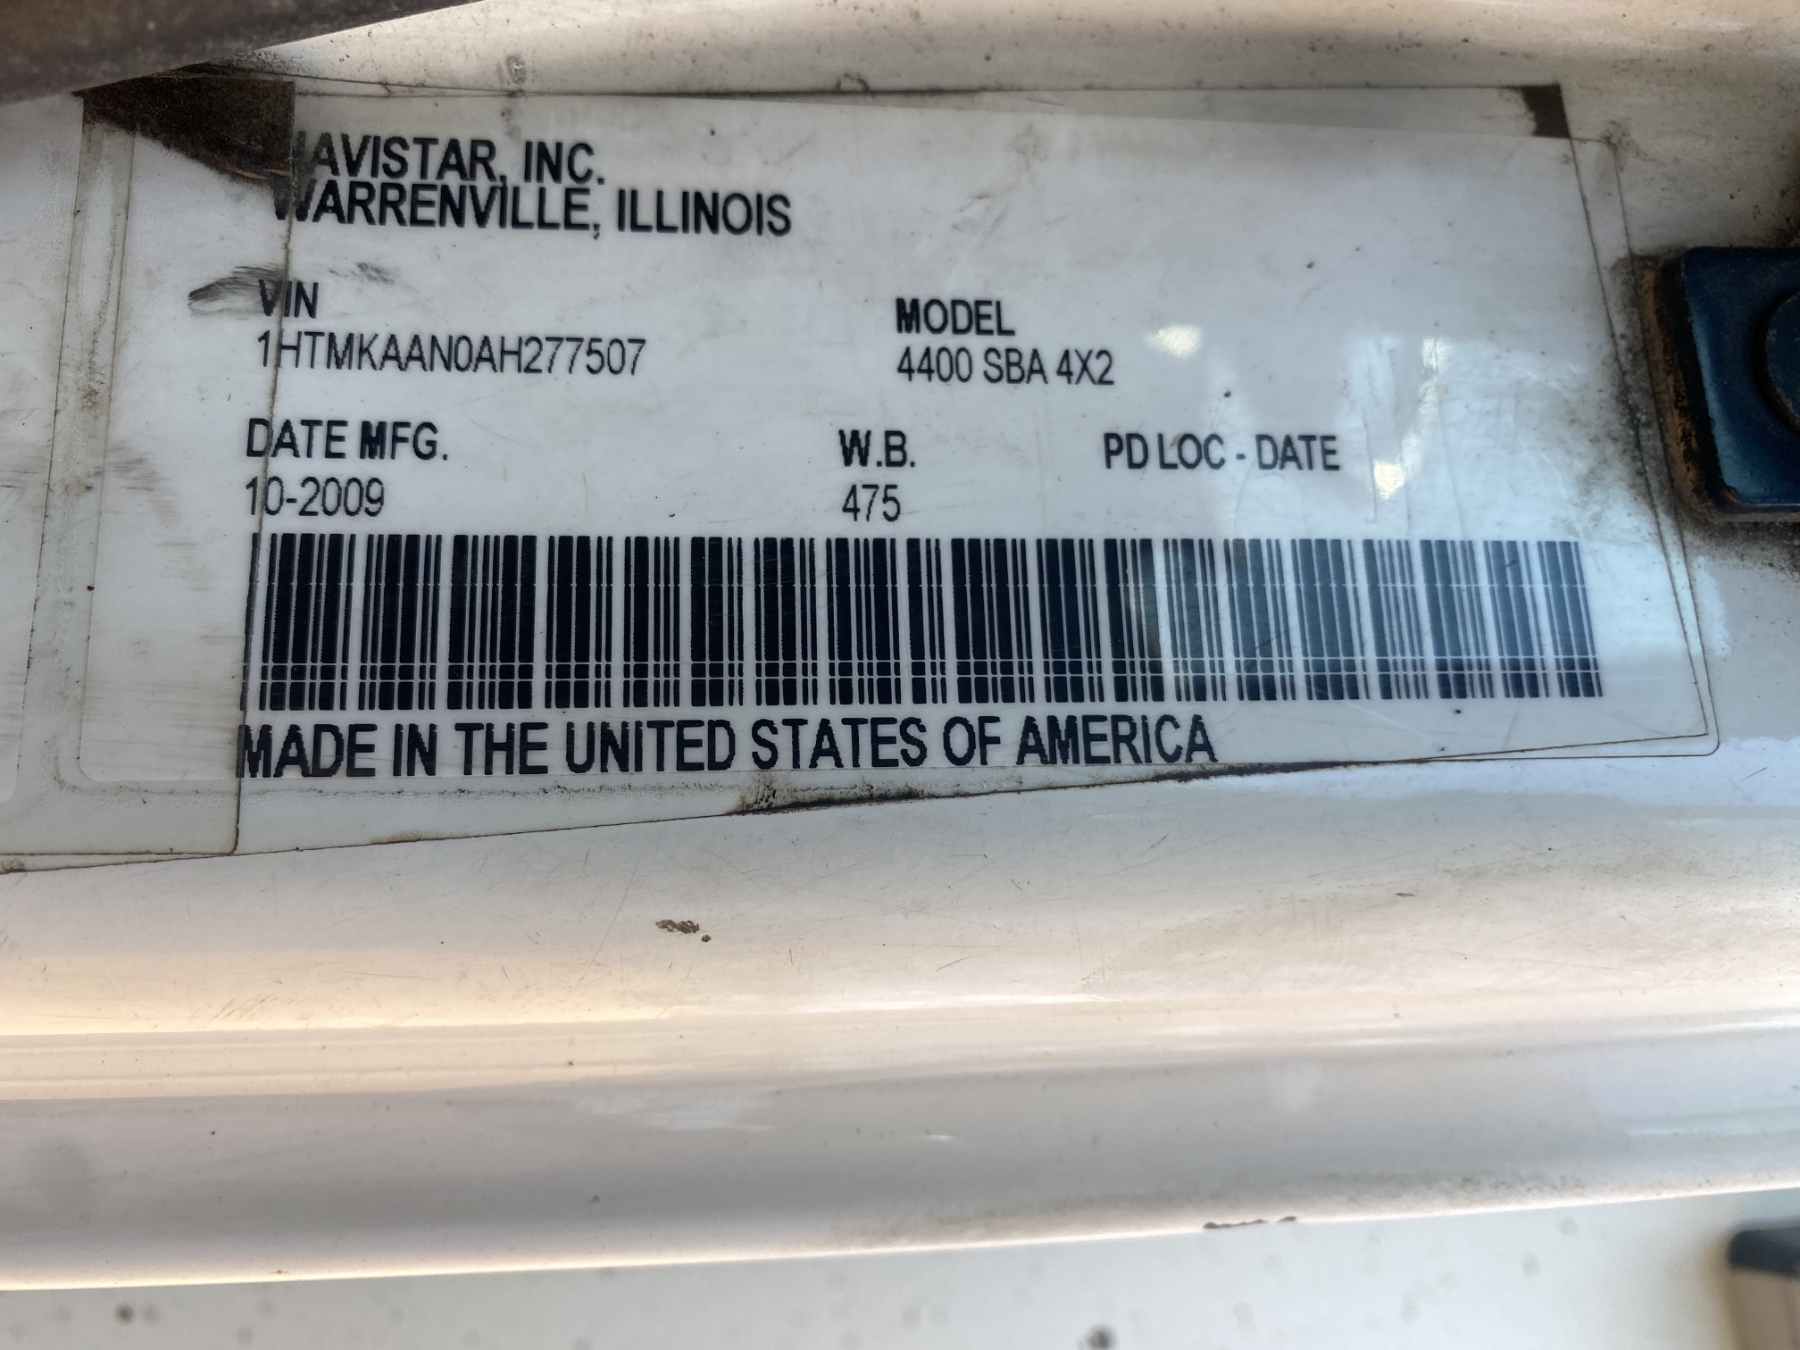 NAVISTAR, INC.
WARRENVILLE, ILLINOIS
VIN
MODEL
1HTMKAAN0AH277507
4400 SBA 4X2
DATE MFG.
W.B.
PD LOC - DATE
10-2009
475
MADE IN THE UNITED STATES OF AMERICA